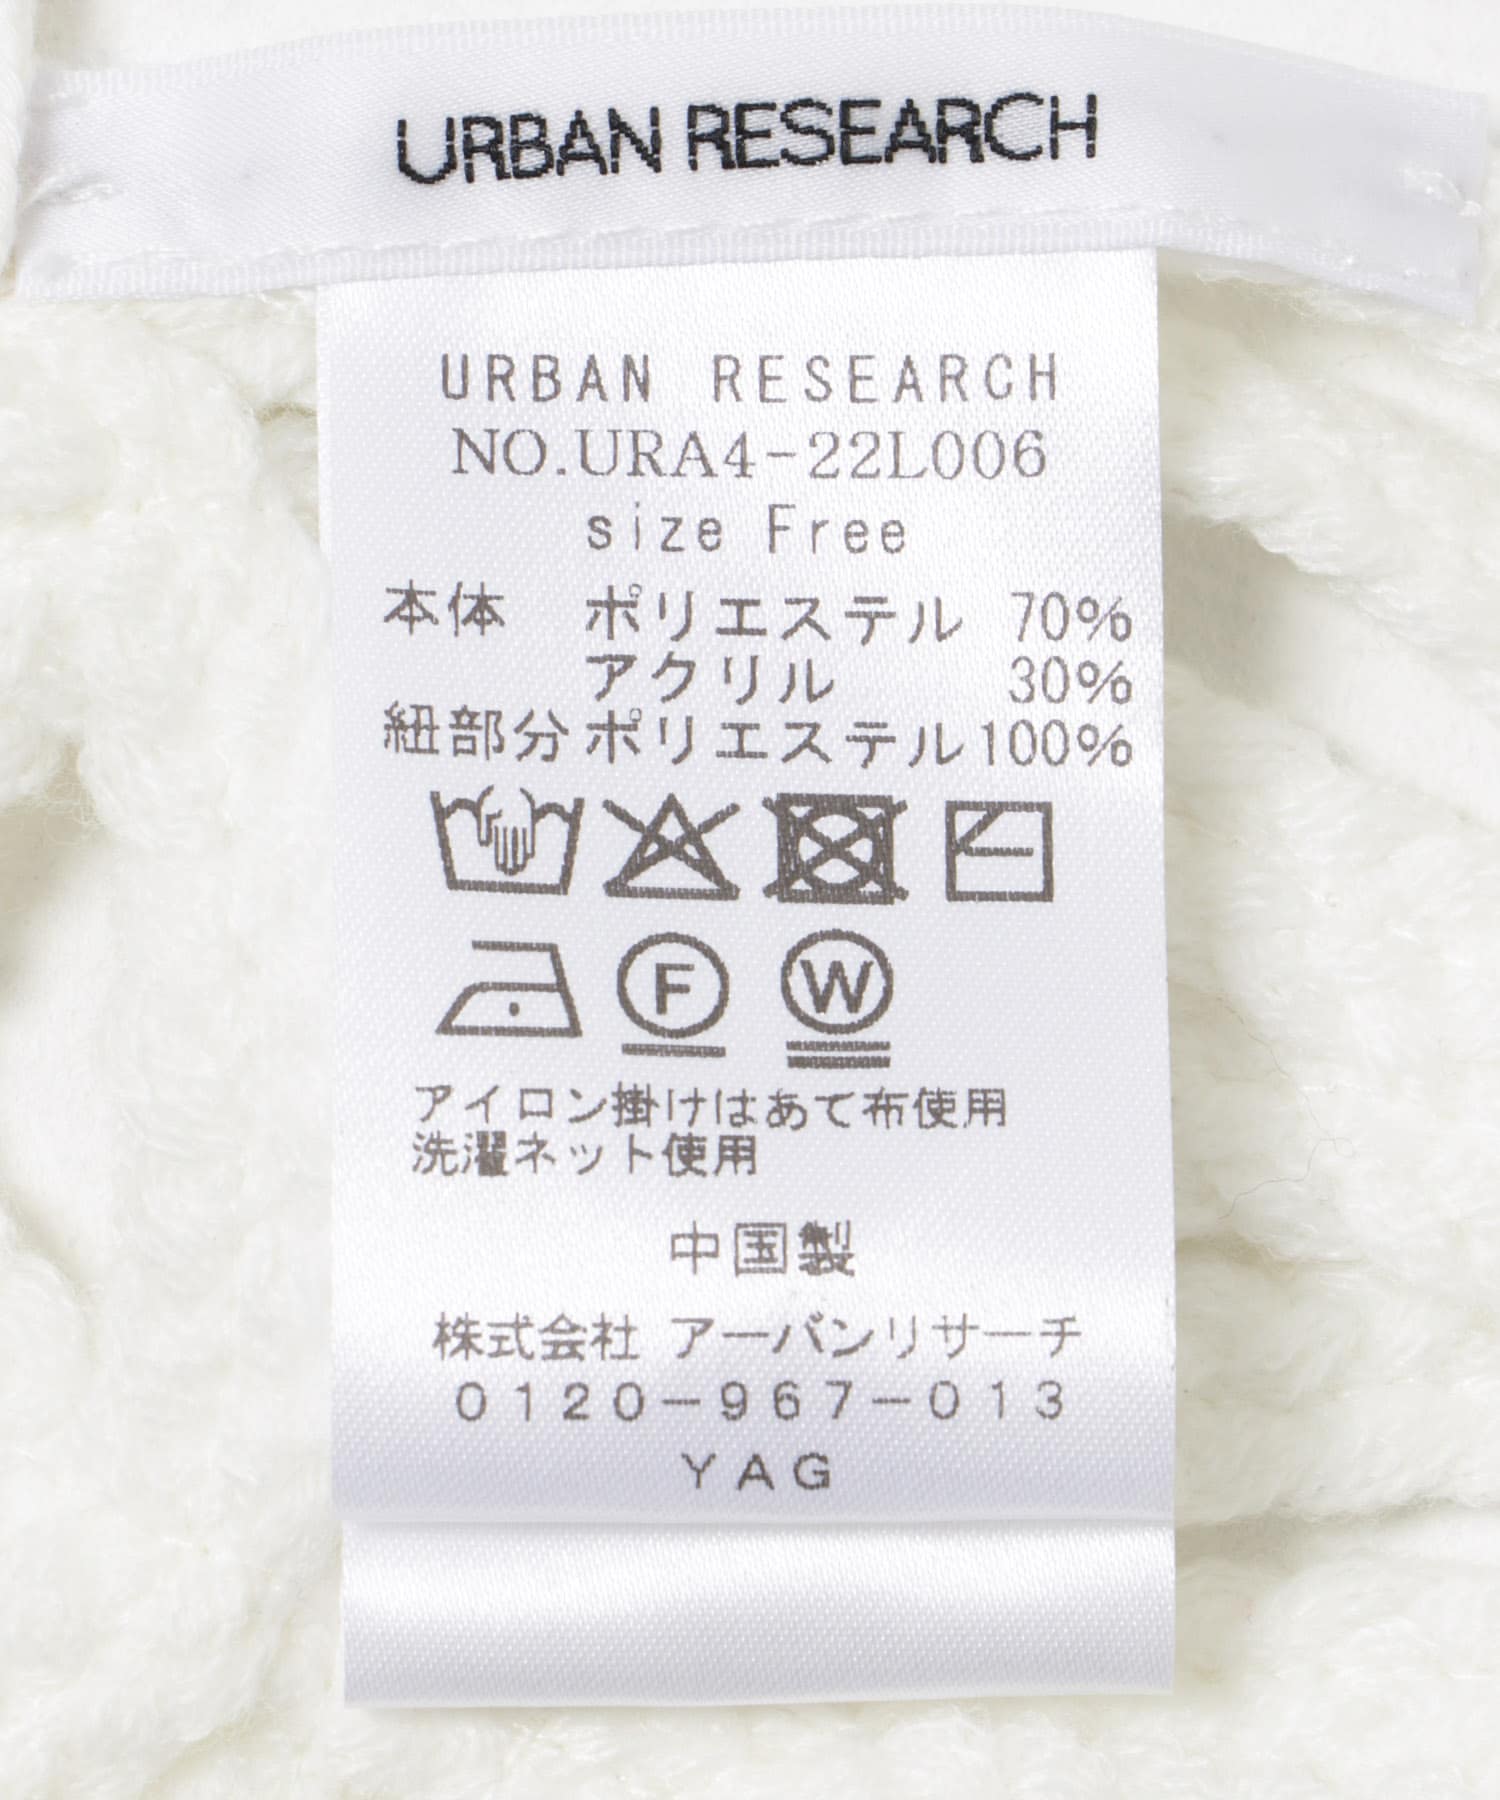 URBAN RESEARCH
URBAN RESEARCH
NO.URA4-22L006
size Free
本体 ポリエステル 70%
アクリル 30%
紐部分 ポリエステル 100%
F W
アイロン掛けはあて布使用
洗濯ネット使用
中国製
株式会社 アーバンリサーチ
0120-967-013
YAG